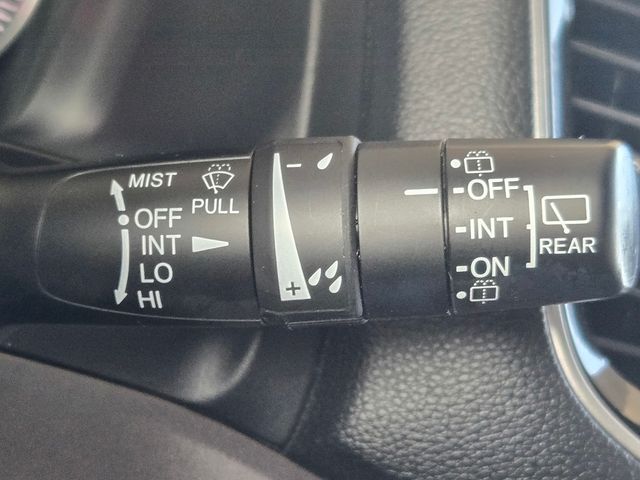 MIST
OFF
INT
LO
HI
PULL
−
+
OFF
INT
ON
REAR